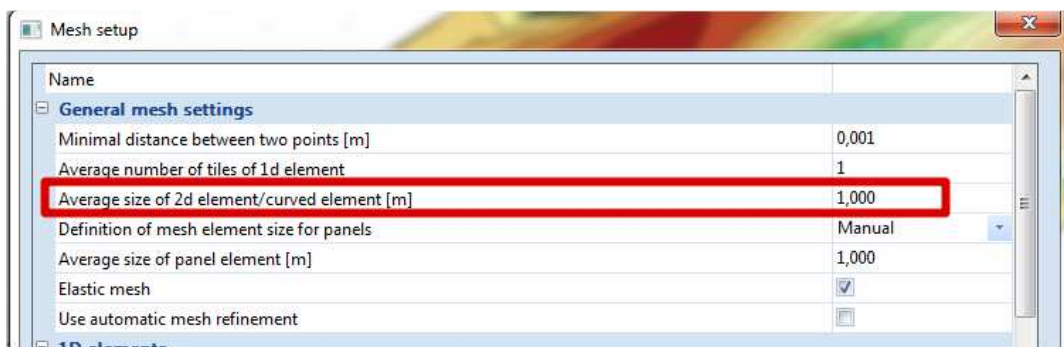 Mesh setup
Name
General mesh settings
Minimal distance between two points [m] 0,001
Average number of tiles of 1d element 1
Average size of 2d element/curved element [m] 1,000
Definition of mesh element size for panels Manual
Average size of panel element [m] 1,000
Elastic mesh
Use automatic mesh refinement
1D elements